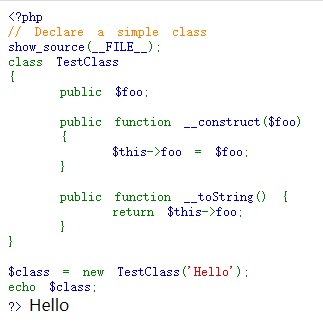 <?php
// Declare a simple class
show_source(__FILE__);
class TestClass
{
public $foo;
public function __construct($foo)
{
$this->foo = $foo;
}
public function __toString() {
return $this->foo;
}
}
$class = new TestClass('Hello');
echo $class;
?> Hello